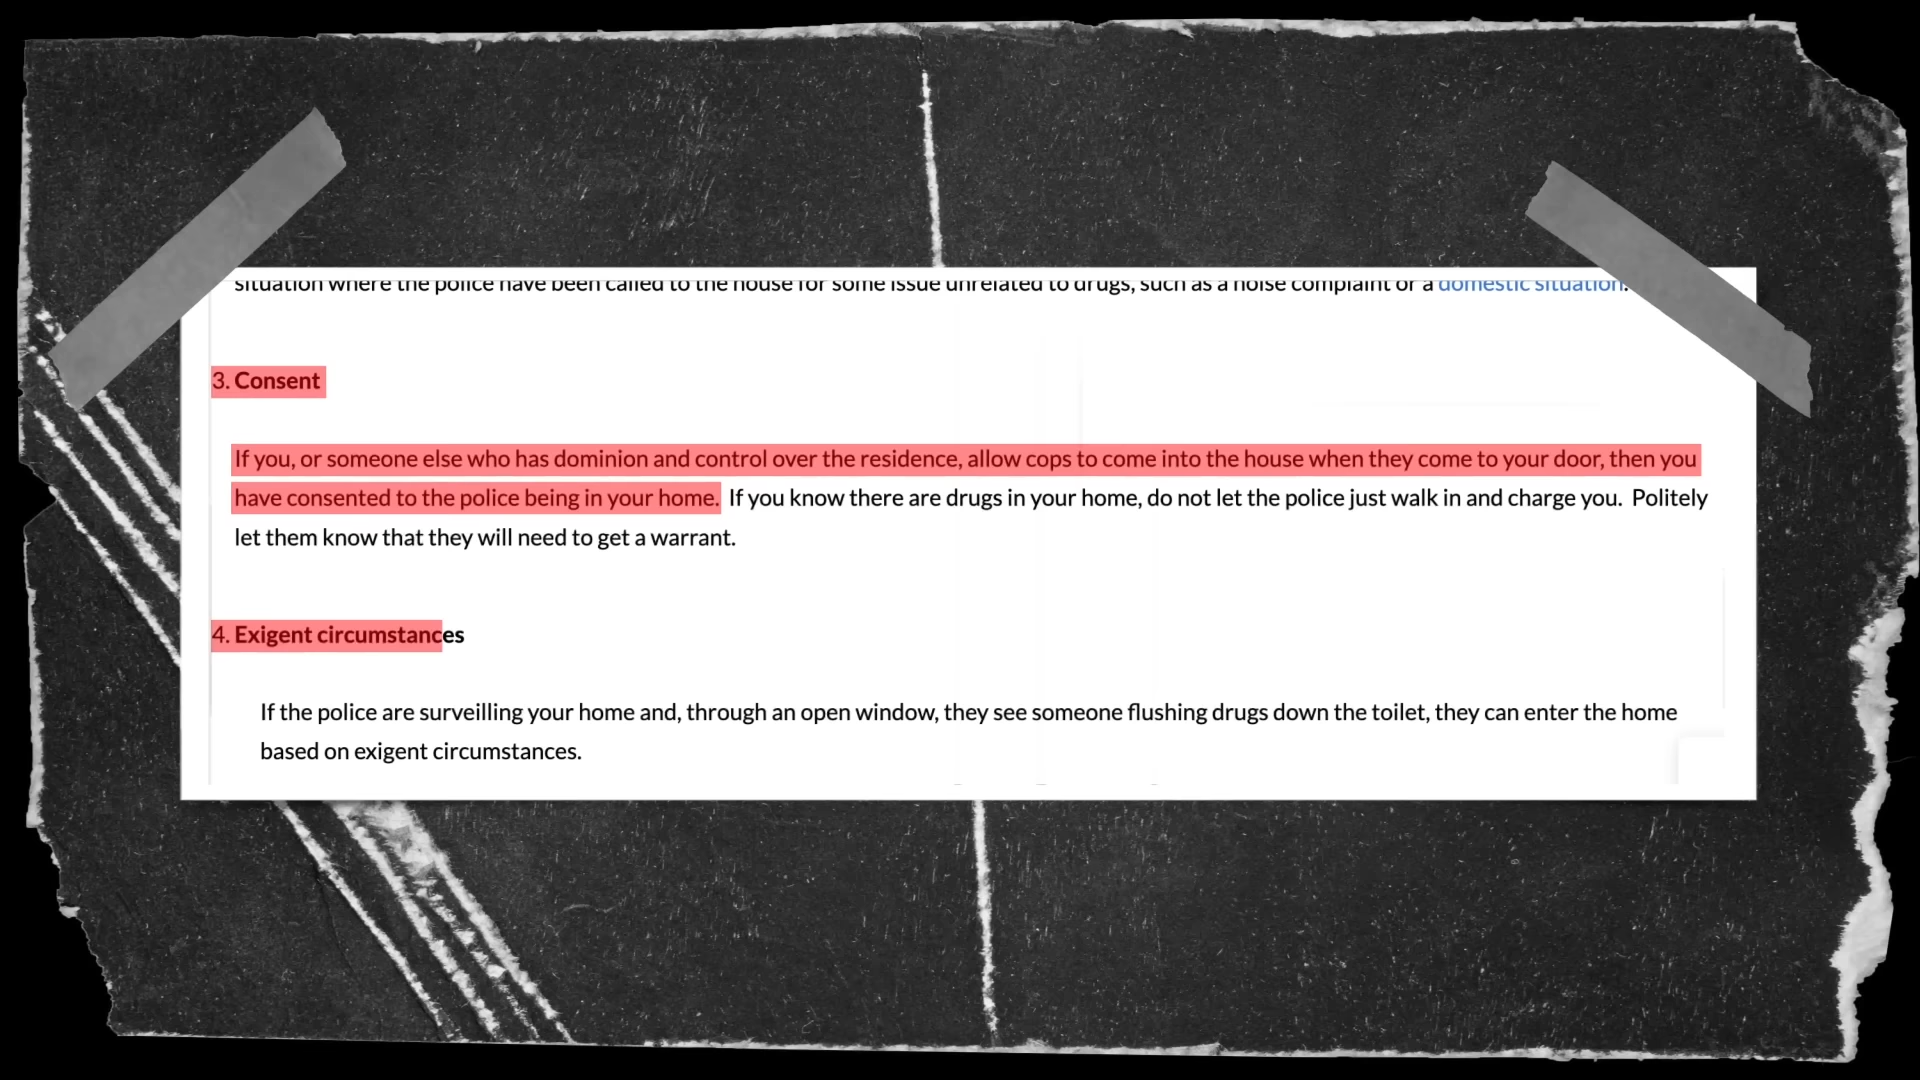 situation where the police have been called to the house for some issue unrelated to drugs, such as a noise complaint or a domestic situation.
3. Consent
If you, or someone else who has dominion and control over the residence, allow cops to come into the house when they come to your door, then you
have consented to the police being in your home. If you know there are drugs in your home, do not let the police just walk in and charge you. Politely
let them know that they will need to get a warrant.
4. Exigent circumstances
If the police are surveilling your home and, through an open window, they see someone flushing drugs down the toilet, they can enter the home
based on exigent circumstances.